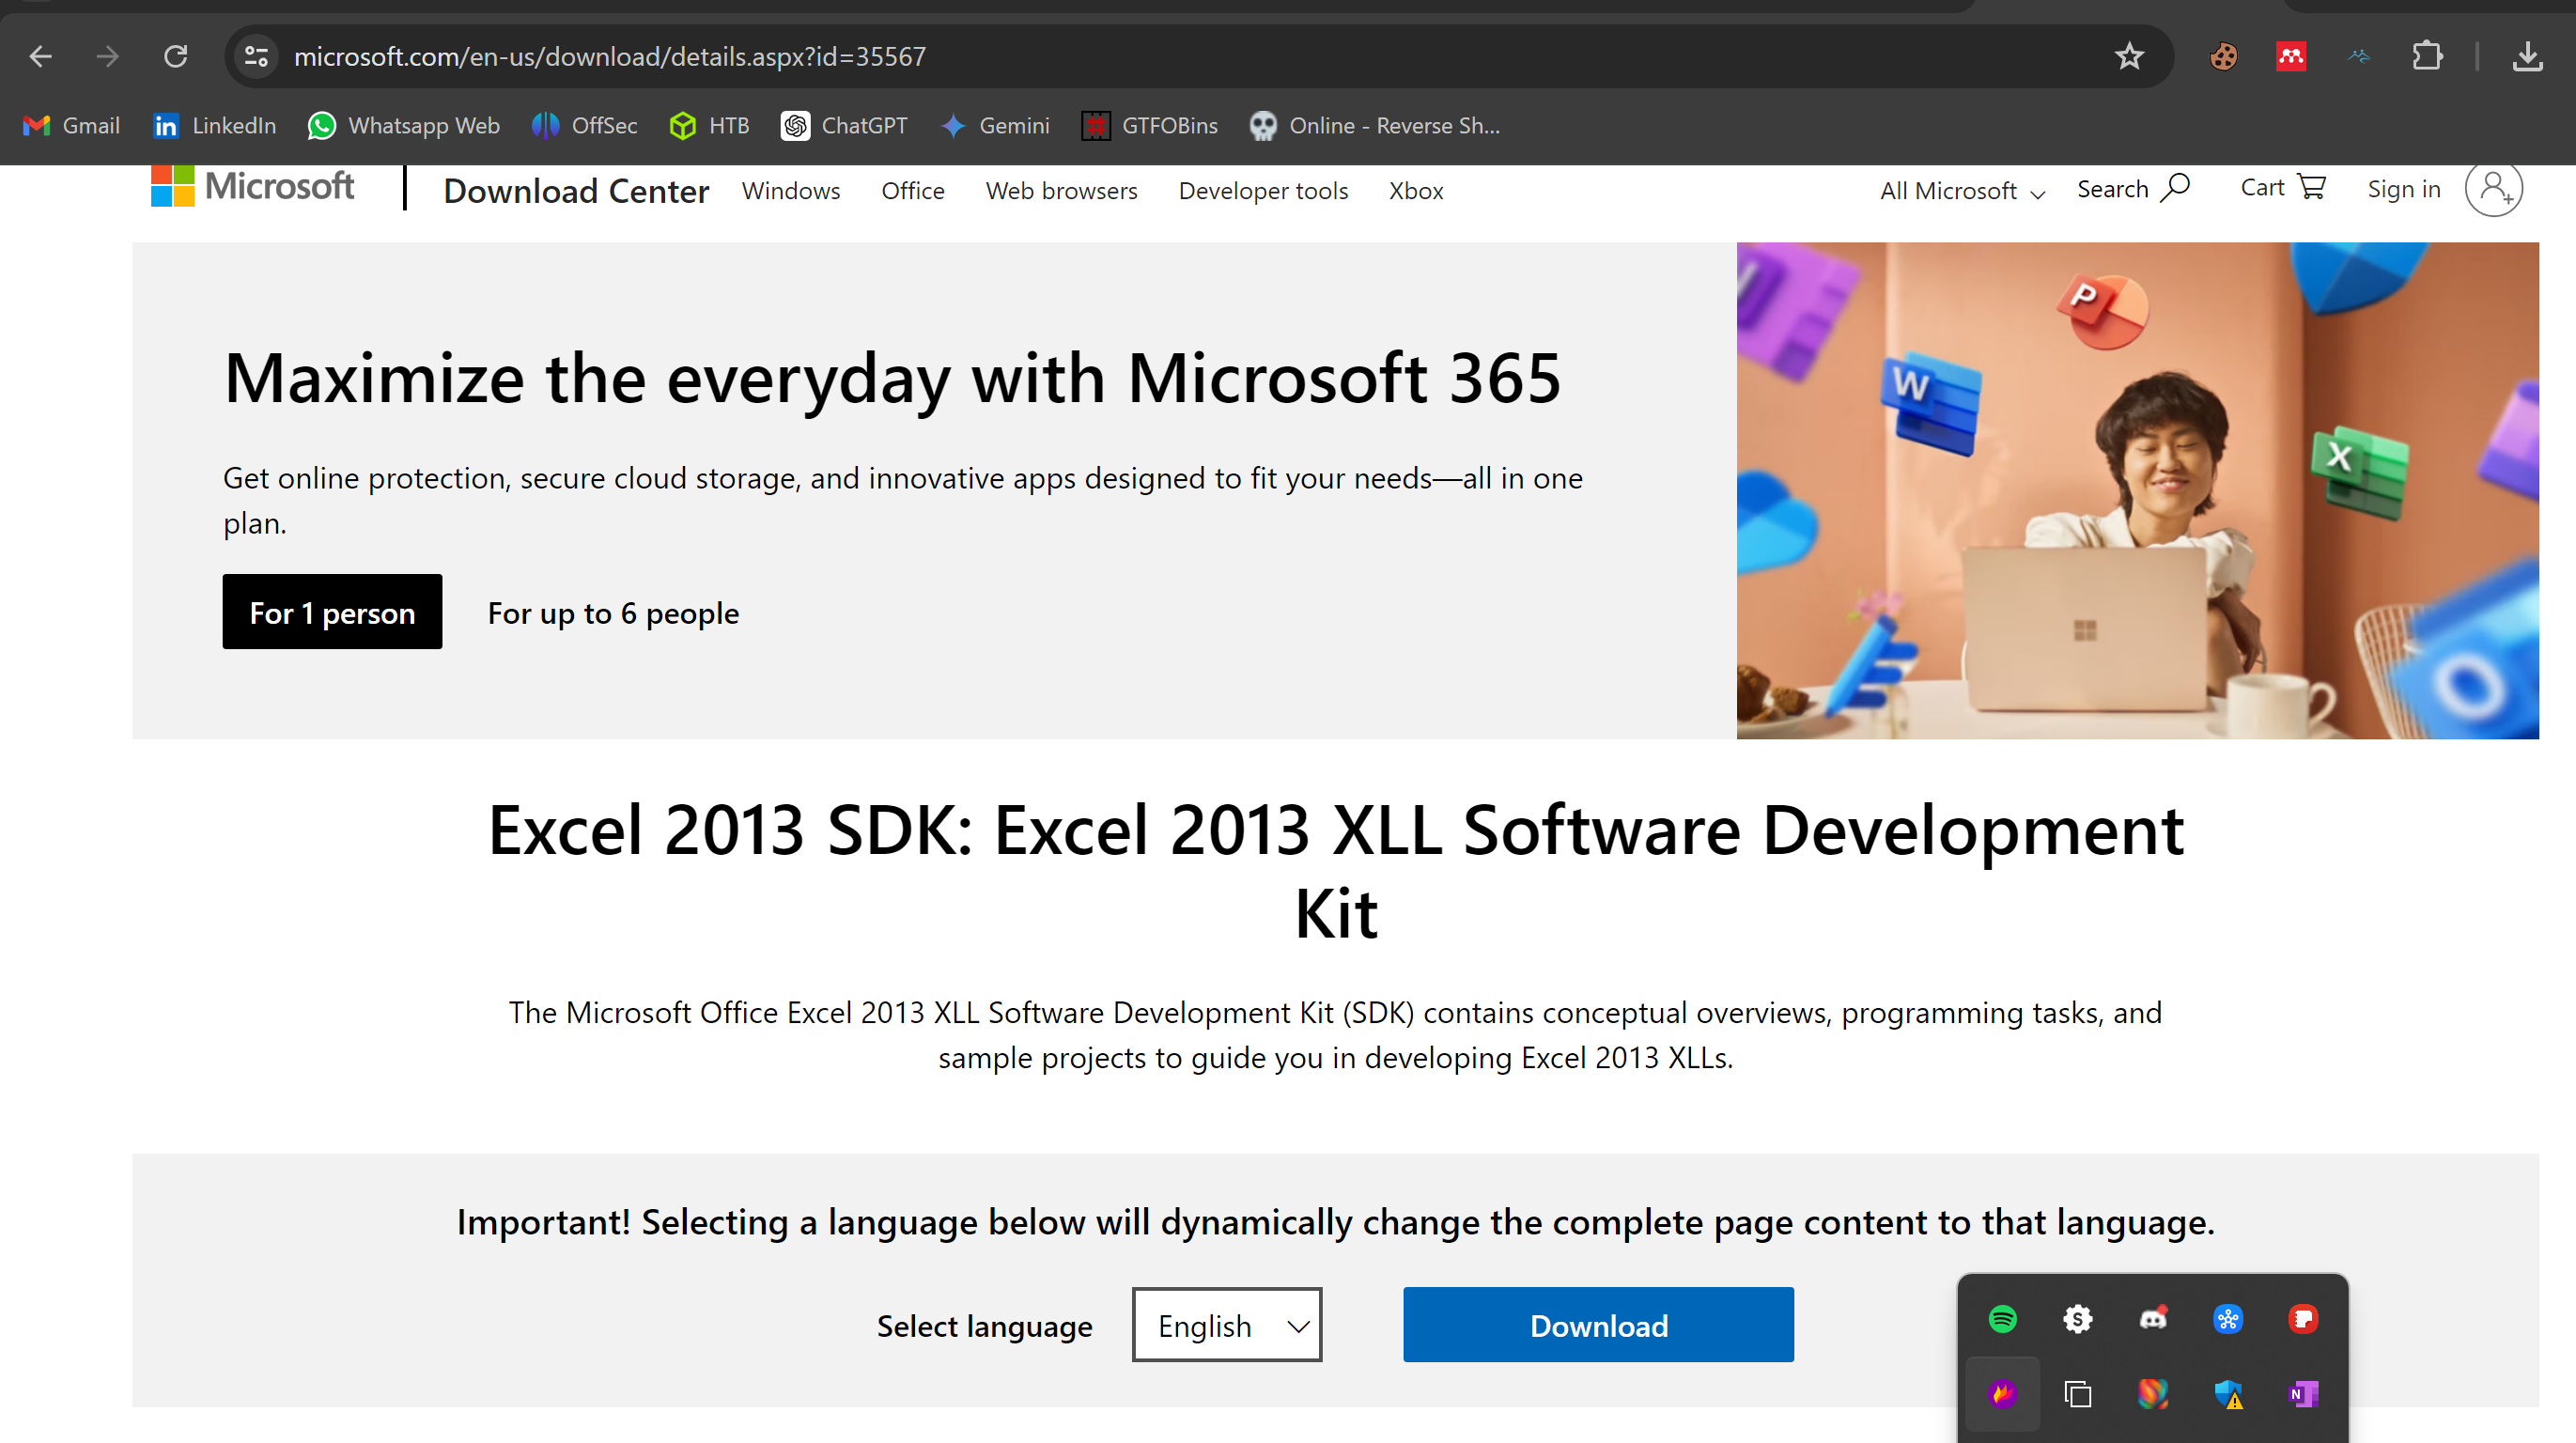 microsoft.com/en-us/download/details.aspx?id=35567
Gmail LinkedIn Whatsapp Web OffSec HTB ChatGPT Gemini GTFOBins Online - Reverse Sh...
Microsoft Download Center Windows Office Web browsers Developer tools Xbox All Microsoft Search Cart Sign in
Maximize the everyday with Microsoft 365
Get online protection, secure cloud storage, and innovative apps designed to fit your needs—all in one
plan.
For 1 person For up to 6 people
P
W
X
O
Excel 2013 SDK: Excel 2013 XLL Software Development
Kit
The Microsoft Office Excel 2013 XLL Software Development Kit (SDK) contains conceptual overviews, programming tasks, and
sample projects to guide you in developing Excel 2013 XLLs.
Important! Selecting a language below will dynamically change the complete page content to that language.
Select language English Download
S
N